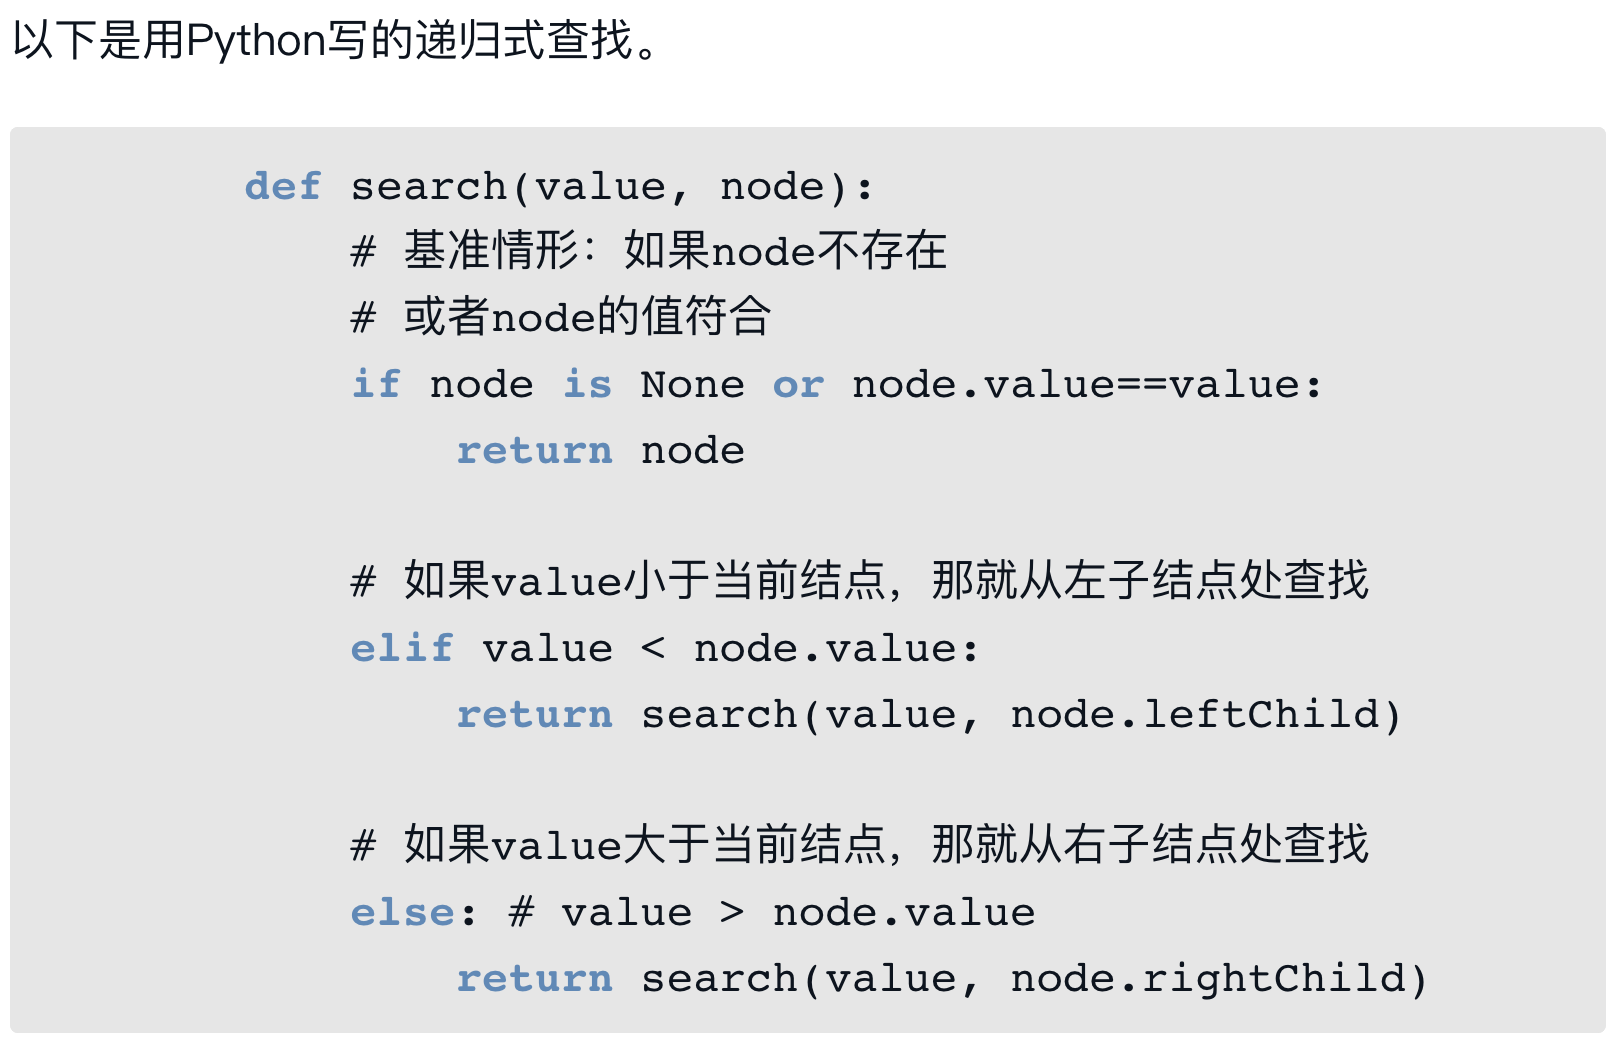 以下是用Python写的递归式查找。
def search(value, node):
# 基准情形：如果node不存在
# 或者node的值符合
if node is None or node.value==value:
return node
# 如果value小于当前结点，那就从左子结点处查找
elif value < node.value:
return search(value, node.leftChild)
# 如果value大于当前结点，那就从右子结点处查找
else: # value > node.value
return search(value, node.rightChild)